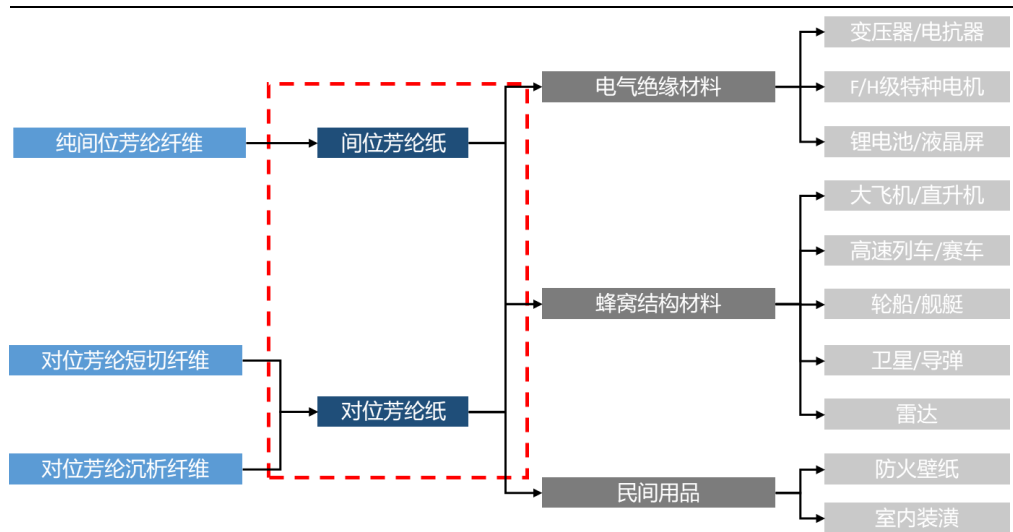 纯间位芳纶纤维
对位芳纶短切纤维
对位芳纶沉析纤维
间位芳纶纸
对位芳纶纸
电气绝缘材料
蜂窝结构材料
民间用品
变压器/电抗器
F/H级特种电机
锂电池/液晶屏
大飞机/直升机
高速列车/赛车
轮船/舰艇
卫星/导弹
雷达
防火壁纸
室内装潢